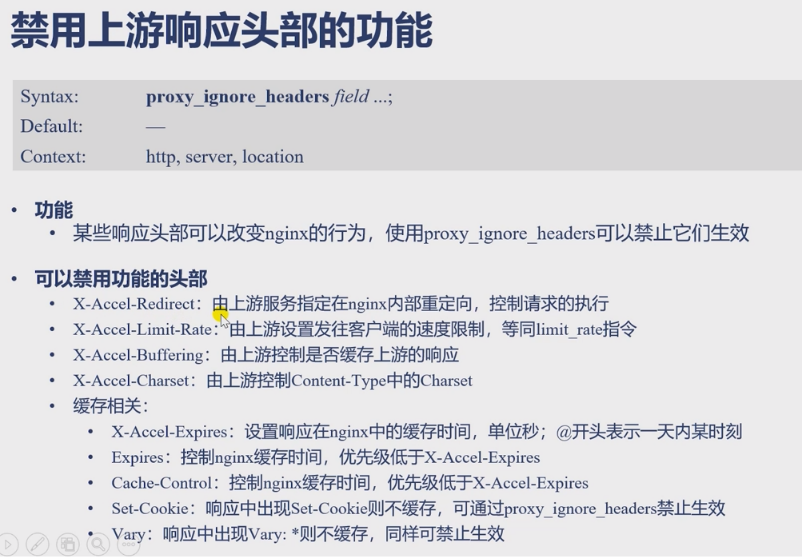 禁用上游响应头部的功能
Syntax: proxy_ignore_headers field ...;
Default: —
Context: http, server, location
• 功能
• 某些响应头部可以改变nginx的行为，使用proxy_ignore_headers可以禁止它们生效
• 可以禁用功能的头部
• X-Accel-Redirect：由上游服务指定在nginx内部重定向，控制请求的执行
• X-Accel-Limit-Rate：由上游设置发往客户端的速度限制，等同limit_rate指令
• X-Accel-Buffering：由上游控制是否缓存上游的响应
• X-Accel-Charset：由上游控制Content-Type中的Charset
• 缓存相关：
• X-Accel-Expires：设置响应在nginx中的缓存时间，单位秒；@开头表示一天内某时刻
• Expires：控制nginx缓存时间，优先级低于X-Accel-Expires
• Cache-Control：控制nginx缓存时间，优先级低于X-Accel-Expires
• Set-Cookie：响应中出现Set-Cookie则不缓存，可通过proxy_ignore_headers禁止生效
• Vary：响应中出现Vary: *则不缓存，同样可禁止生效